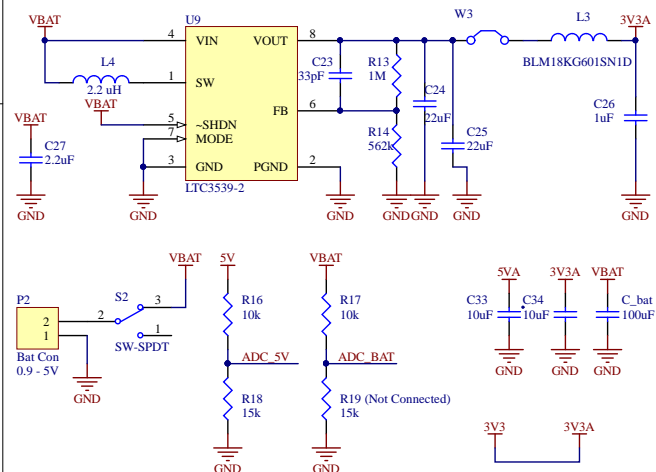 VBAT
U9
W3
L3
3V3A
4
VIN
VOUT
8
L4
2.2 uH
1
SW
C23
33pF
R13
1M
BLM18KG601SN1D
C24
22uF
C26
1uF
VBAT
5
~SHDN
7
MODE
FB
6
R14
562k
C25
22uF
VBAT
C27
2.2uF
3
GND
PGND
2
LTC3539-2
GND
GND
GND
GND
GND
GND
GND
P2
2
1
Bat Con
0.9 - 5V
2
S2
3
1
SW-SPDT
VBAT
GND
5V
R16
10k
ADC_5V
R18
15k
GND
VBAT
R17
10k
ADC_BAT
R19 (Not Connected)
15k
GND
5VA
3V3A
VBAT
C33
10uF
C34
10uF
C_bat
100uF
GND
GND
GND
3V3
3V3A